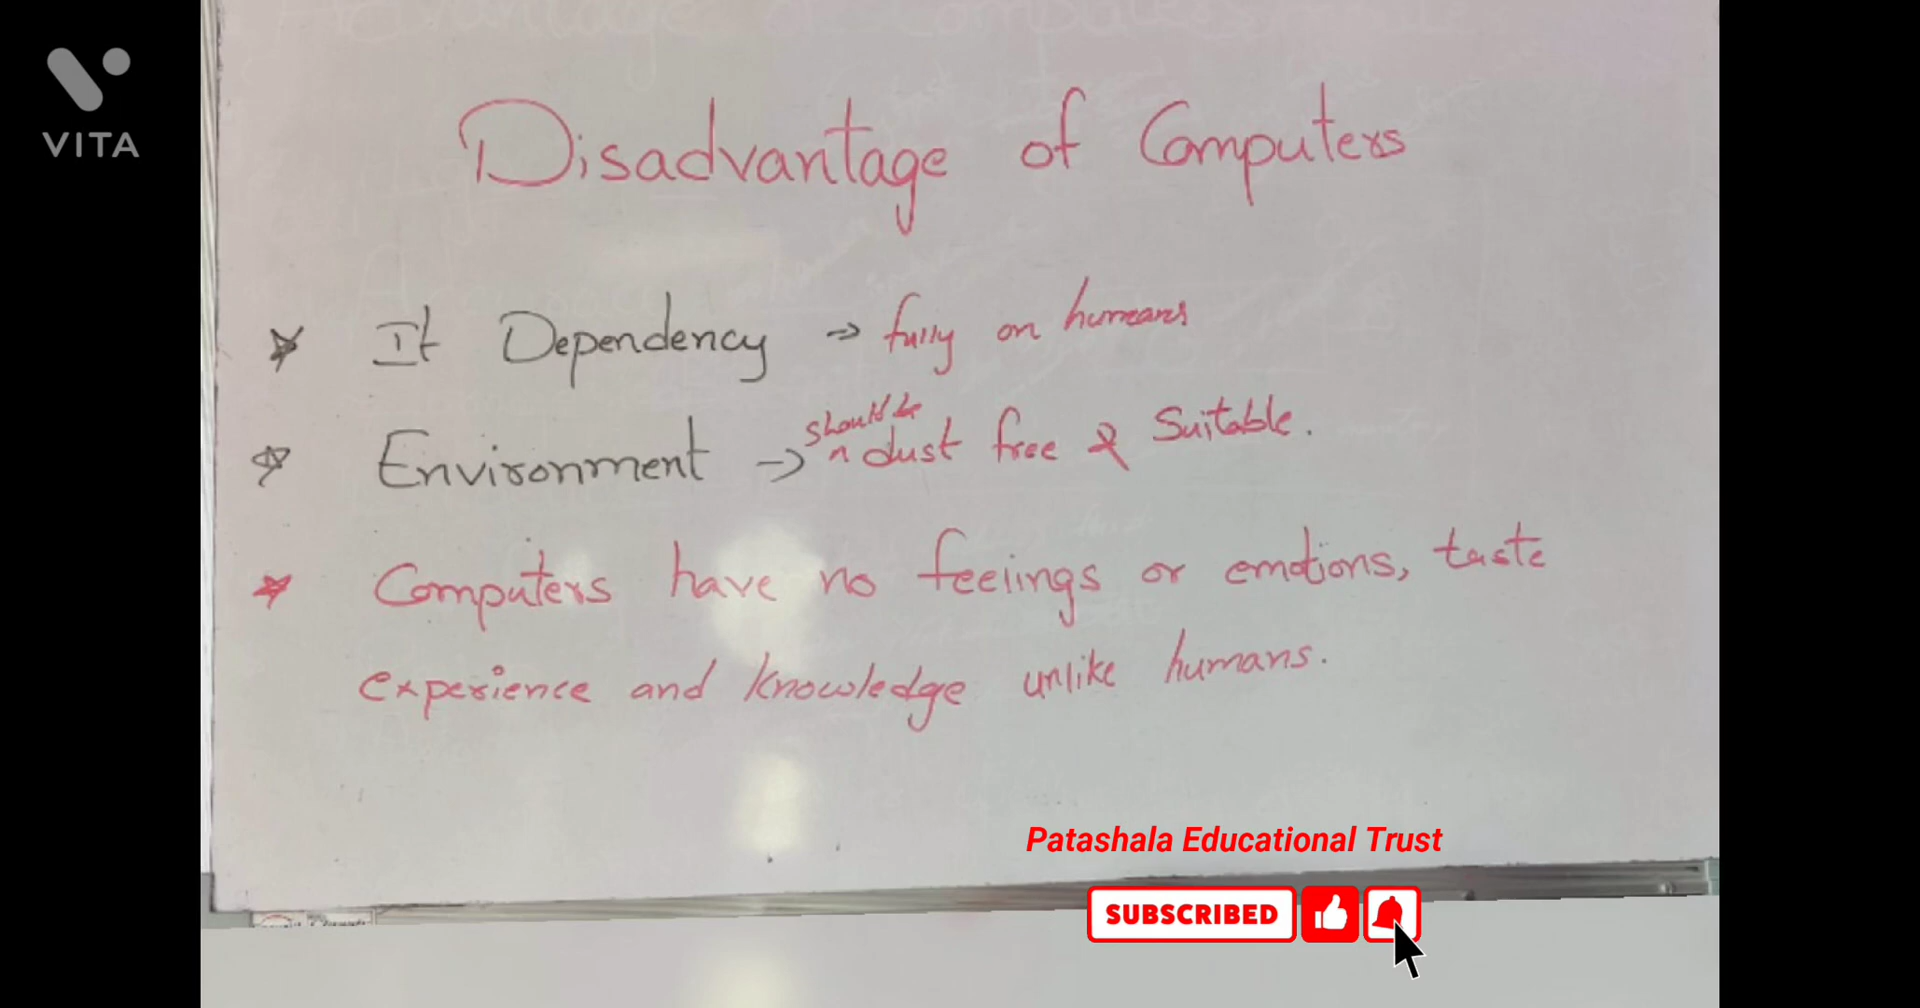 VITA
Disadvantage of Computers
It Dependency → fully on humans
should be
Environment → ^ dust free & Suitable.
Computers have no feelings or emotions, taste
experience and knowledge unlike humans.
Patashala Educational Trust
SUBSCRIBED